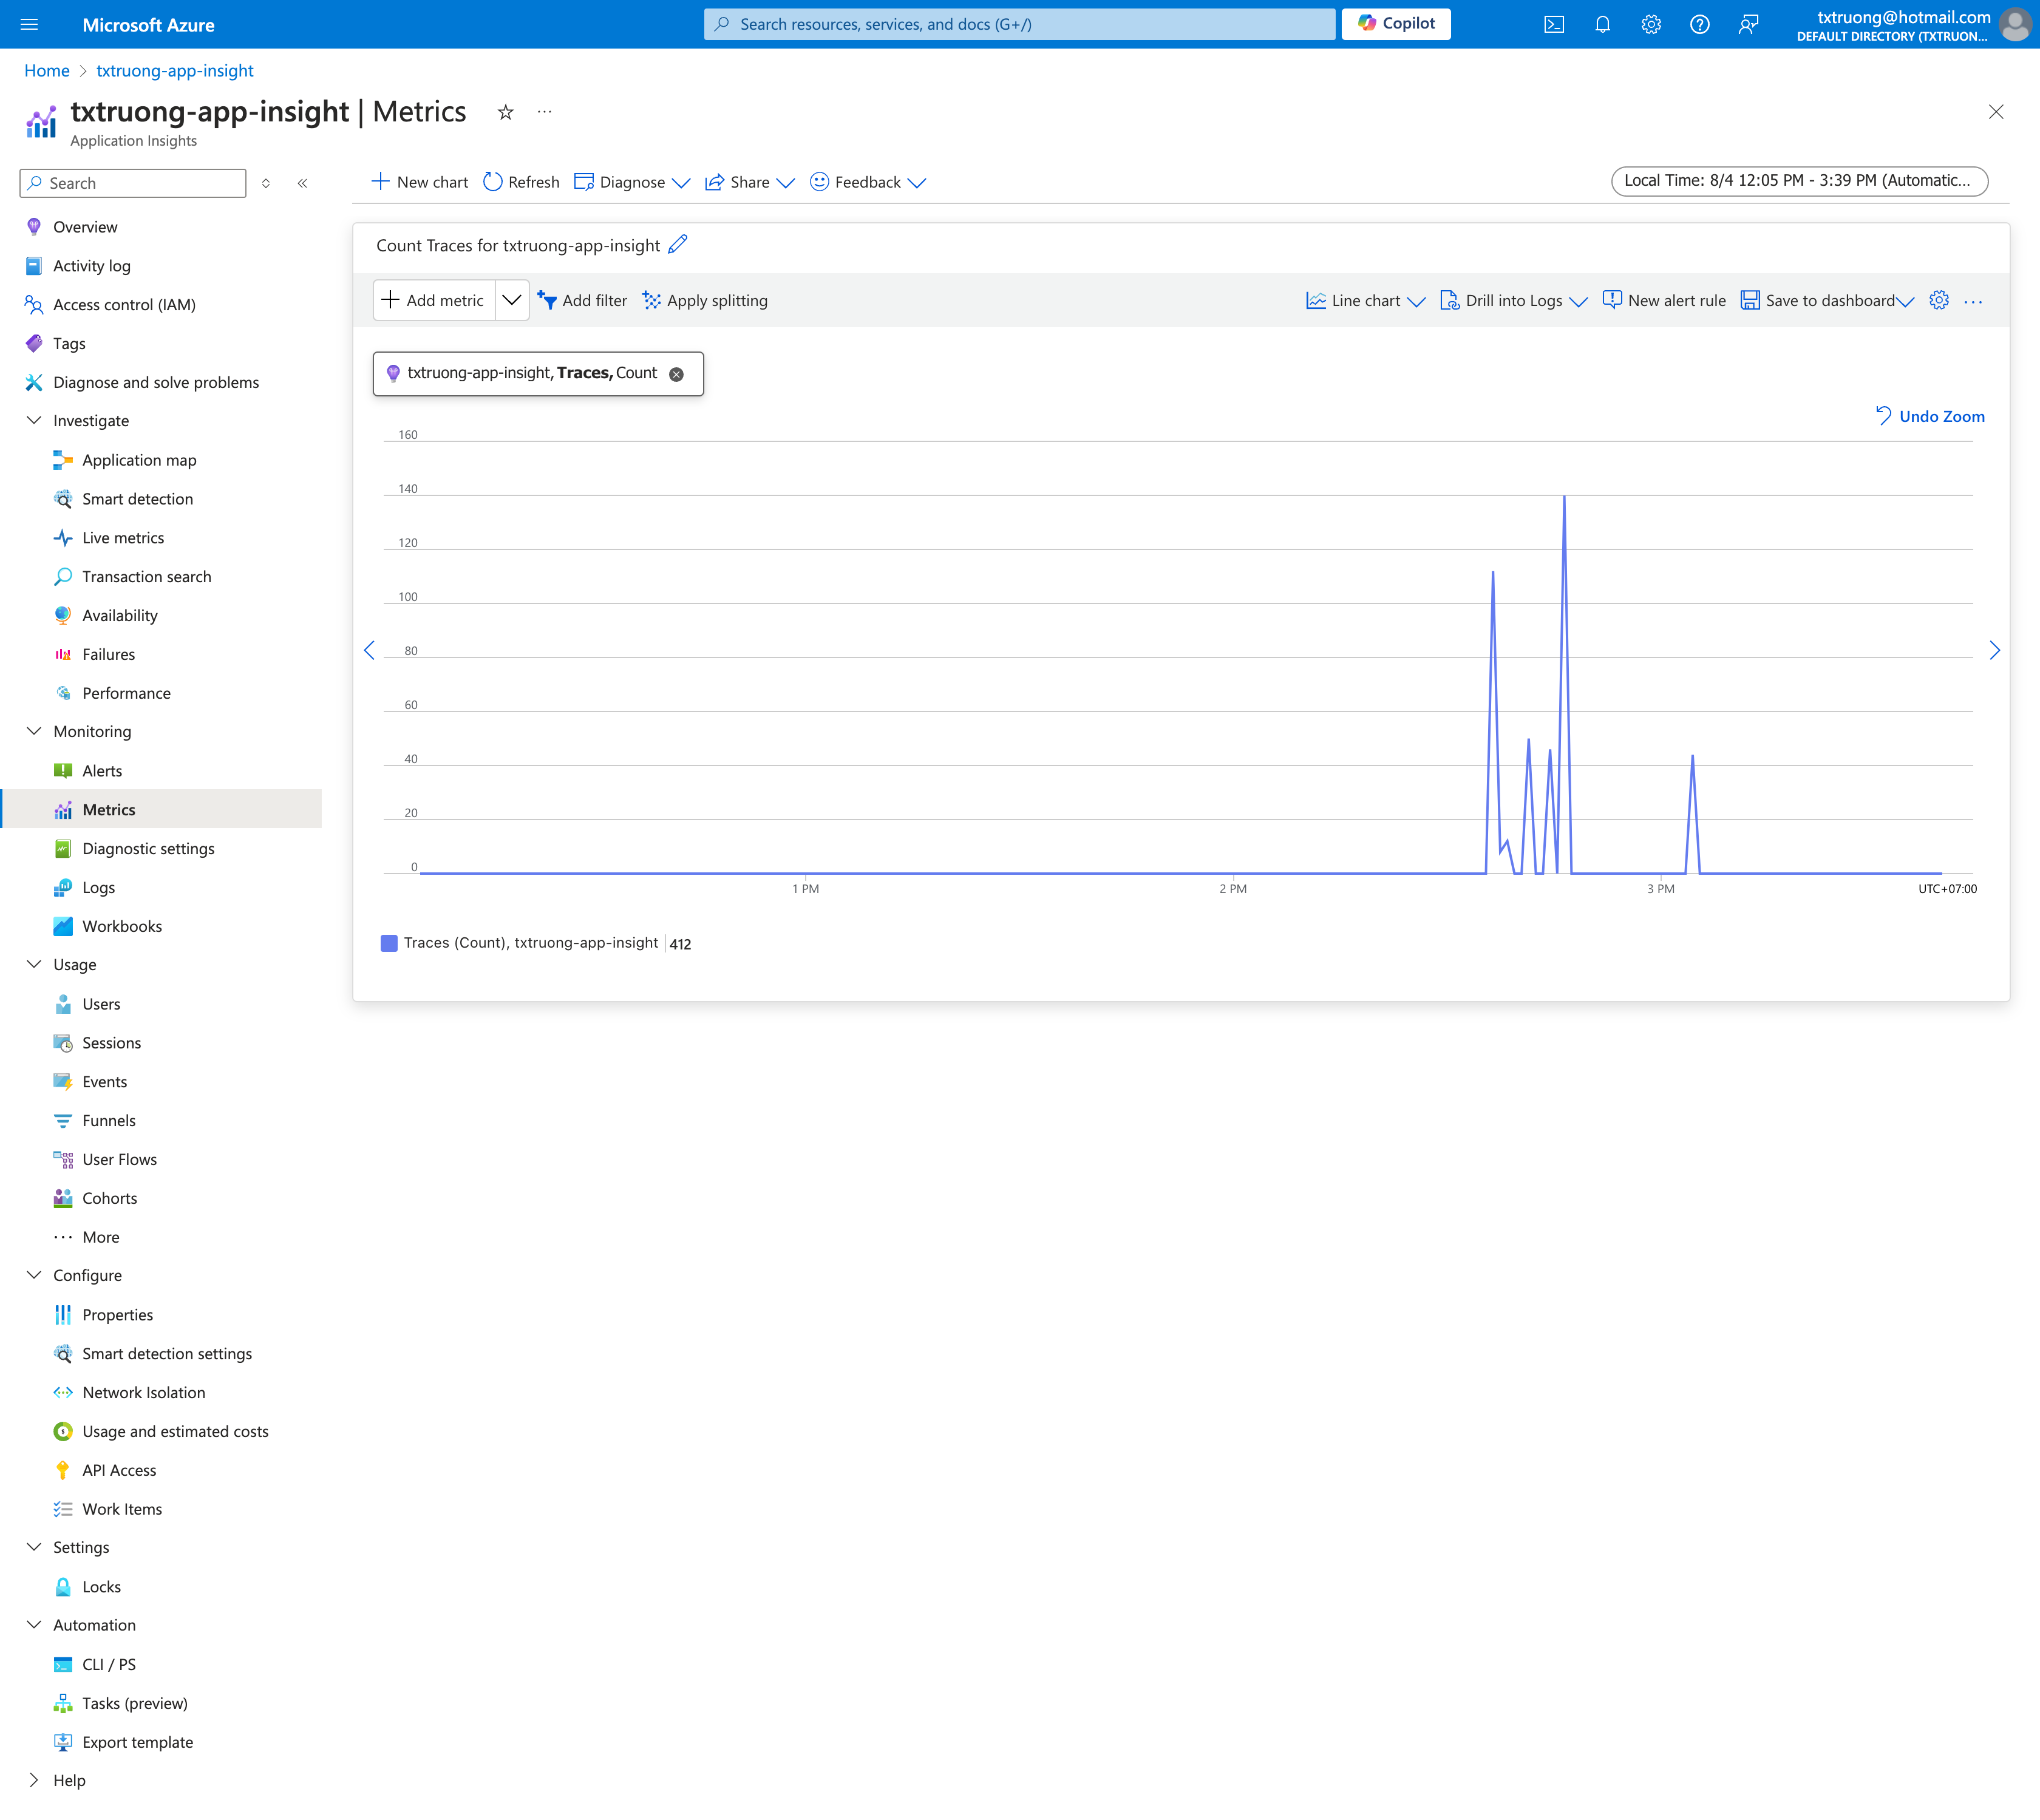 Microsoft Azure
Search resources, services, and docs (G+/)
Copilot
txtruong@hotmail.com
DEFAULT DIRECTORY (TXTRUON...
Home > txtruong-app-insight
txtruong-app-insight | Metrics
Application Insights
Search
New chart Refresh Diagnose Share Feedback
Local Time: 8/4 12:05 PM - 3:39 PM (Automatic...
Overview
Activity log
Access control (IAM)
Tags
Diagnose and solve problems
Investigate
Application map
Smart detection
Live metrics
Transaction search
Availability
Failures
Performance
Monitoring
Alerts
Metrics
Diagnostic settings
Logs
Workbooks
Usage
Users
Sessions
Events
Funnels
User Flows
Cohorts
More
Configure
Properties
Smart detection settings
Network Isolation
Usage and estimated costs
API Access
Work Items
Settings
Locks
Automation
CLI / PS
Tasks (preview)
Export template
Help
Count Traces for txtruong-app-insight
Add metric Add filter Apply splitting Line chart Drill into Logs New alert rule Save to dashboard
txtruong-app-insight, Traces, Count
Undo Zoom
160
140
120
100
80
60
40
20
0
1 PM 2 PM 3 PM UTC+07:00
Traces (Count), txtruong-app-insight 412